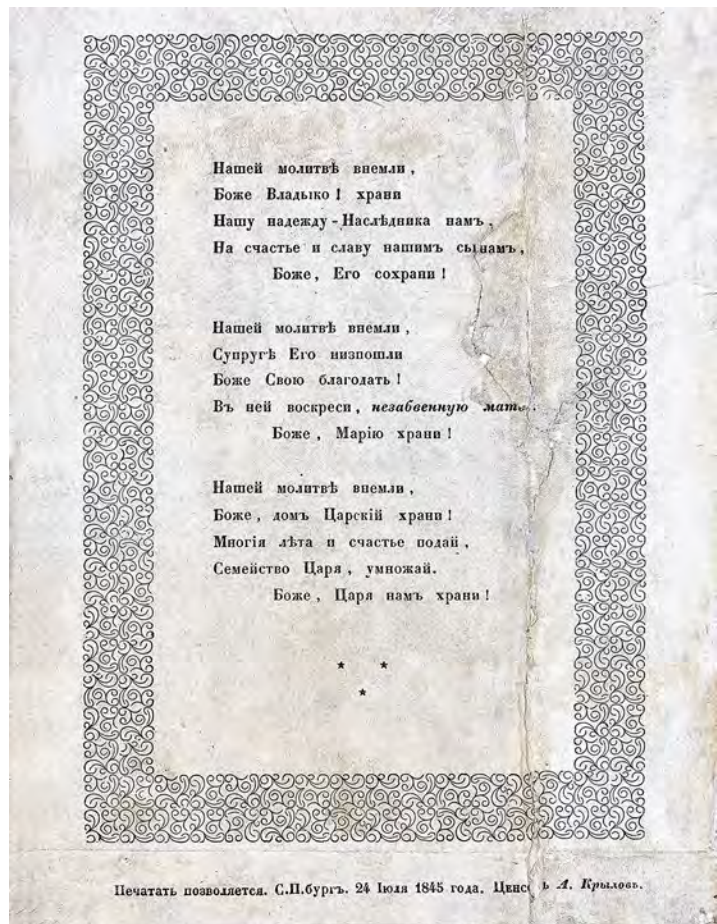 Нашей молитвѣ внемли,
Боже Владыко! храни
Нашу надежду - Наслѣдника намъ,
На счастье и славу нашимъ сынамъ,
Боже, Его сохрани!
Нашей молитвѣ внемли,
Супругѣ Его низпошли
Боже Свою благодать!
Въ ней воскреси, незабвенную мать.
Боже, Марію храни!
Нашей молитвѣ внемли,
Боже, домъ Царскій храни!
Многія лѣта и счастье подай,
Семейство Царя, умножай.
Боже, Царя намъ храни!
* *
*
Печатать позволяется. С.П.бургъ. 24 Іюля 1845 года. Ценсоръ А. Крыловъ.